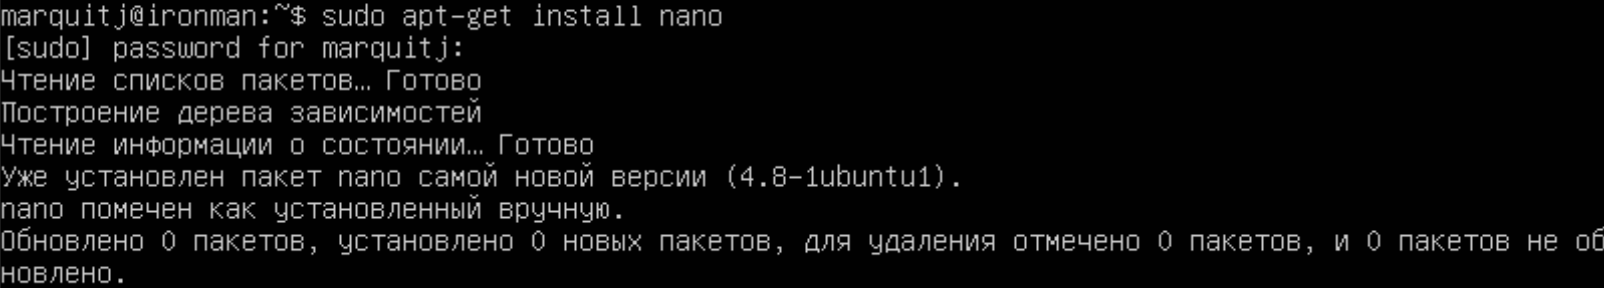 marquitj@ironman:~$ sudo apt-get install nano
[sudo] password for marquitj:
Чтение списков пакетов… Готово
Построение дерева зависимостей
Чтение информации о состоянии… Готово
Уже установлен пакет nano самой новой версии (4.8-1ubuntu1).
nano помечен как установленный вручную.
Обновлено 0 пакетов, установлено 0 новых пакетов, для удаления отмечено 0 пакетов, и 0 пакетов не об
новлено.